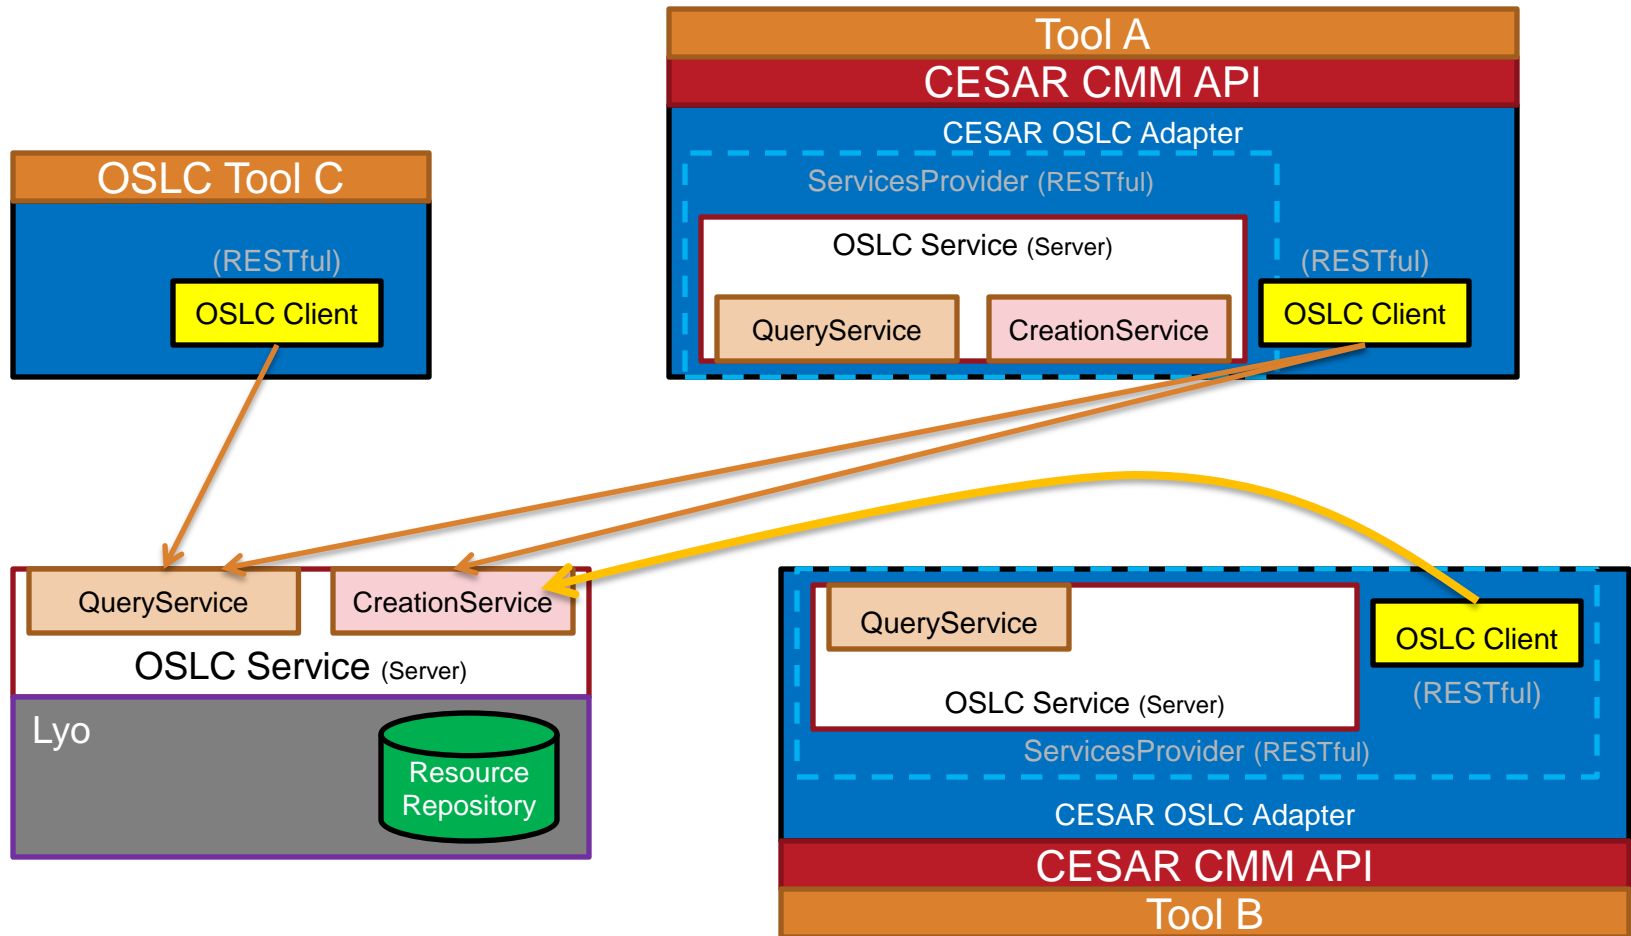 Tool A
CESAR CMM API
CESAR OSLC Adapter
ServicesProvider (RESTful)
OSLC Service (Server)
QueryService
CreationService
(RESTful)
OSLC Client
OSLC Tool C
(RESTful)
OSLC Client
QueryService
CreationService
OSLC Service (Server)
Lyo
Resource
Repository
QueryService
OSLC Service (Server)
ServicesProvider (RESTful)
OSLC Client
(RESTful)
CESAR OSLC Adapter
CESAR CMM API
Tool B